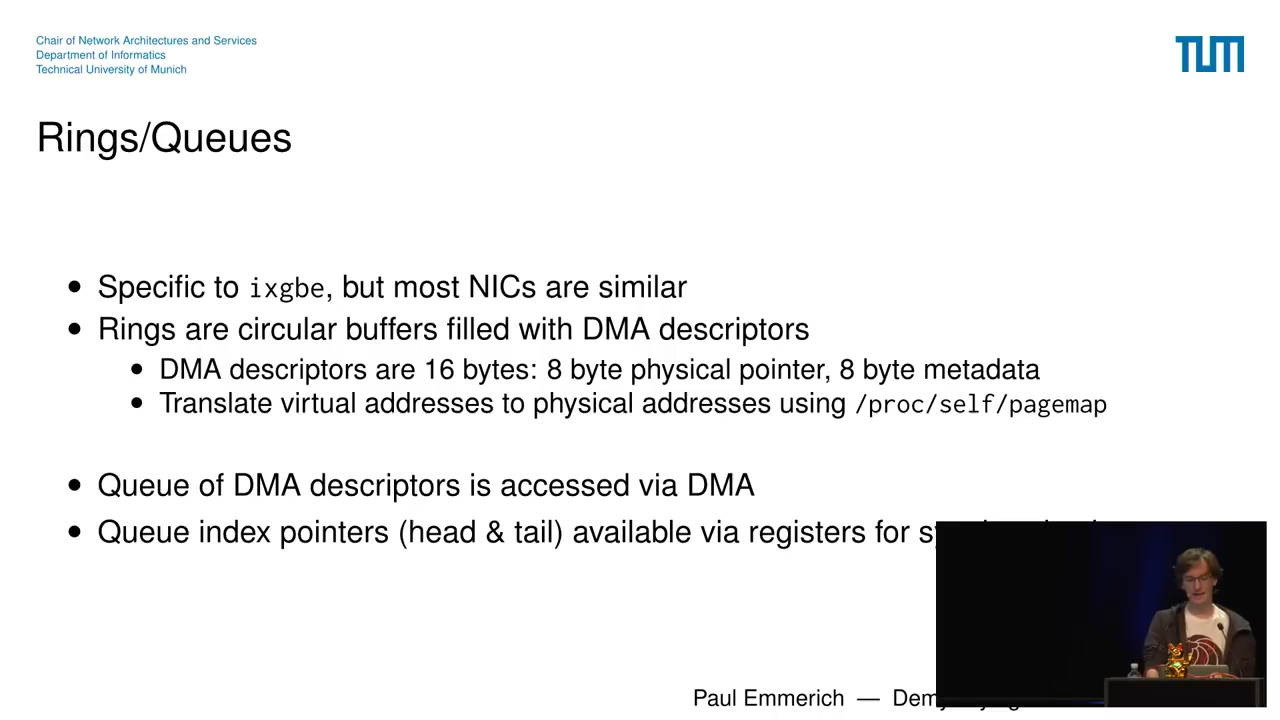 Chair of Network Architectures and Services
Department of Informatics
Technical University of Munich
TUM
Rings/Queues
• Specific to ixgbe, but most NICs are similar
• Rings are circular buffers filled with DMA descriptors
• DMA descriptors are 16 bytes: 8 byte physical pointer, 8 byte metadata
• Translate virtual addresses to physical addresses using /proc/self/pagemap
• Queue of DMA descriptors is accessed via DMA
• Queue index pointers (head & tail) available via registers for
Paul Emmerich —